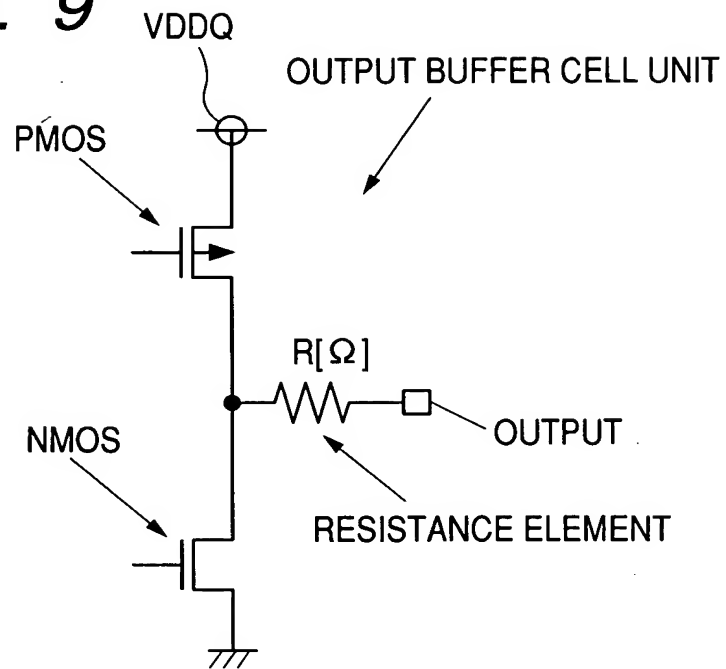 9
VDDQ
OUTPUT BUFFER CELL UNIT
PMOS
R[Ω]
NMOS
OUTPUT
RESISTANCE ELEMENT